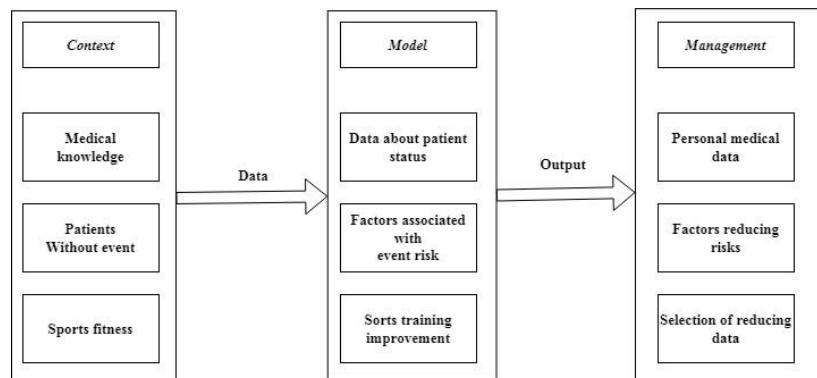 Context
Medical
knowledge
Patients
Without event
Sports fitness
Data
Model
Data about patient
status
Factors associated
with
event risk
Sorts training
improvement
Output
Management
Personal medical
data
Factors reducing
risks
Selection of reducing
data